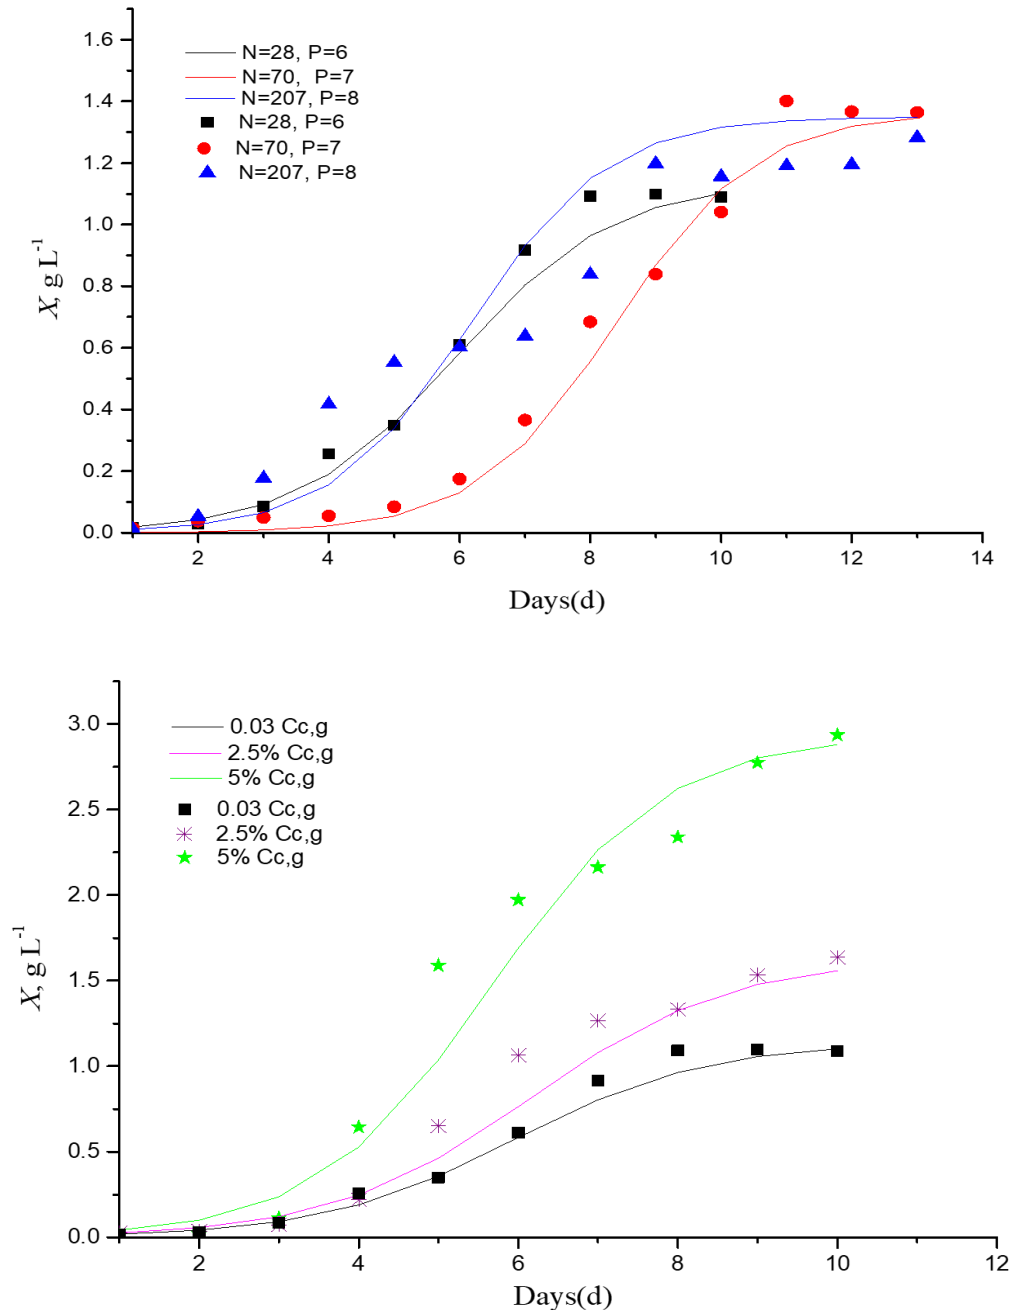 1.6
1.4
1.2
1.0
0.8
0.6
0.4
0.2
0.0
X, g L-1
N=28, P=6
N=70, P=7
N=207, P=8
N=28, P=6
N=70, P=7
N=207, P=8
2 4 6 8 10 12 14
Days(d)
3.0
2.5
2.0
1.5
1.0
0.5
0.0
X, g L-1
0.03 Cc,g
2.5% Cc,g
5% Cc,g
0.03 Cc,g
2.5% Cc,g
5% Cc,g
2 4 6 8 10 12
Days(d)